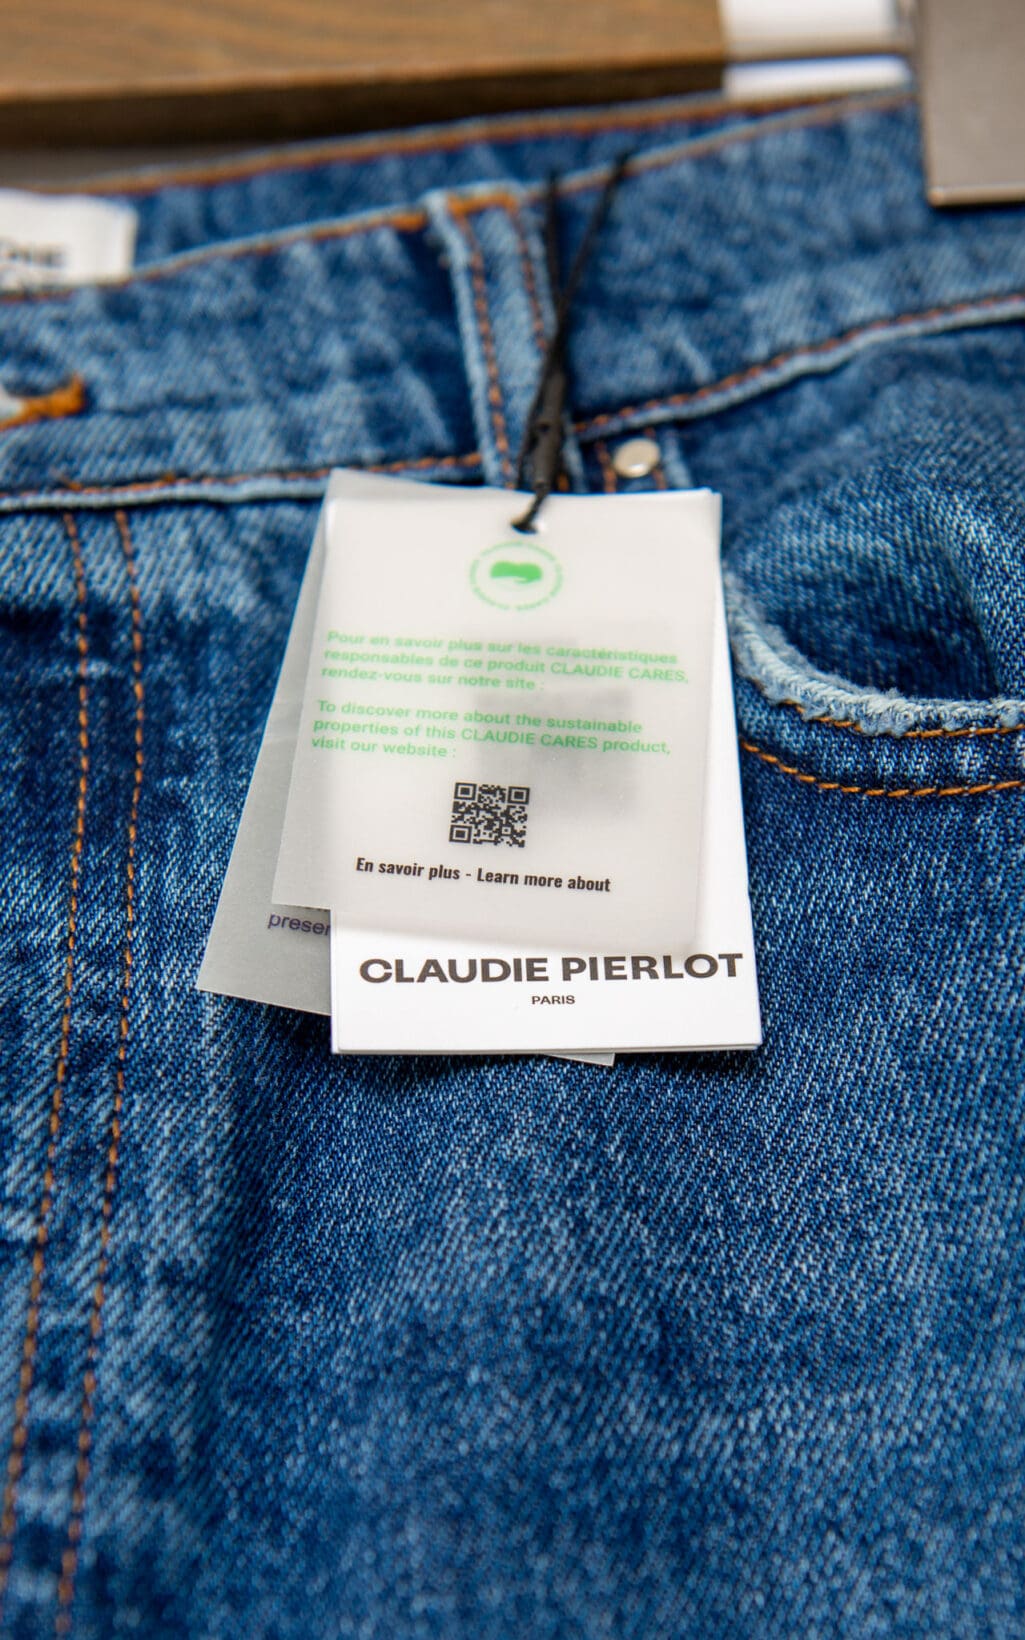 Pour en savoir plus sur les caractéristiques
responsables de ce produit CLAUDIE CARES,
rendez-vous sur notre site :
To discover more about the sustainable
properties of this CLAUDIE CARES product,
visit our website :
En savoir plus - Learn more about
CLAUDIE PIERLOT
PARIS